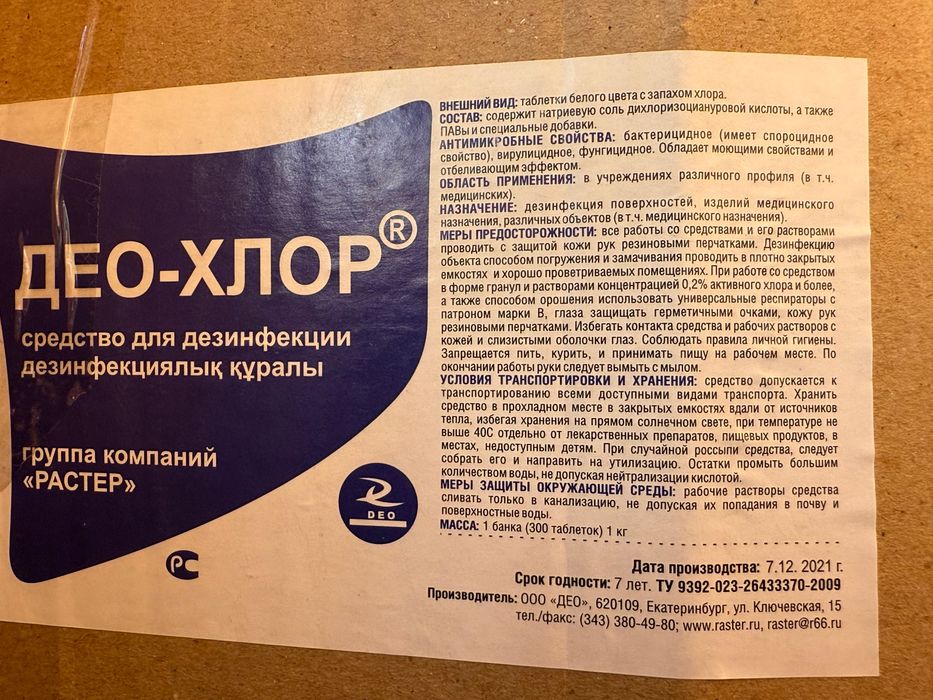 ДЕО-ХЛОР®
средство для дезинфекции
дезинфекциялық құралы
группа компаний
«РАСТЕР»
DEO
РС
ВНЕШНИЙ ВИД: таблетки белого цвета с запахом хлора.
СОСТАВ: содержит натриевую соль дихлоризоциануровой кислоты, а также
ПАВы и специальные добавки.
АНТИМИКРОБНЫЕ СВОЙСТВА: бактерицидное (имеет спороцидное
свойство), вирулицидное, фунгицидное. Обладает моющими свойствами и
отбеливающим эффектом.
ОБЛАСТЬ ПРИМЕНЕНИЯ: в учреждениях различного профиля (в т.ч.
медицинских).
НАЗНАЧЕНИЕ: дезинфекция поверхностей, изделий медицинского
назначения, различных объектов (в т.ч. медицинского назначения).
МЕРЫ ПРЕДОСТОРОЖНОСТИ: все работы со средствами и его растворами
проводить с защитой кожи рук резиновыми перчатками. Дезинфекцию
объекта способом погружения и замачивания проводить в плотно закрытых
емкостях и хорошо проветриваемых помещениях. При работе со средством
в форме гранул и растворами концентрацией 0,2% активного хлора и более,
а также способом орошения использовать универсальные респираторы с
патроном марки В, глаза защищать герметичными очками, кожу рук
резиновыми перчатками. Избегать контакта средства и рабочих растворов с
кожей и слизистыми оболочки глаз. Соблюдать правила личной гигиены.
Запрещается пить, курить, и принимать пищу на рабочем месте. По
окончании работы руки следует вымыть с мылом.
УСЛОВИЯ ТРАНСПОРТИРОВКИ И ХРАНЕНИЯ: средство допускается к
транспортированию всеми доступными видами транспорта. Хранить
средство в прохладном месте в закрытых емкостях вдали от источников
тепла, избегая хранения на прямом солнечном свете, при температуре не
выше 40С отдельно от лекарственных препаратов, пищевых продуктов, в
местах, недоступным детям. При случайной россыпи средства, следует
собрать его и направить на утилизацию. Остатки промыть большим
количеством воды, не допуская нейтрализации кислотой.
МЕРЫ ЗАЩИТЫ ОКРУЖАЮЩЕЙ СРЕДЫ: рабочие растворы средства
сливать только в канализацию, не допуская их попадания в почву и
поверхностные воды.
МАССА: 1 банка (300 таблеток) 1 кг
Дата производства: 7.12. 2021 г.
Срок годности: 7 лет. ТУ 9392-023-26433370-2009
Производитель: ООО «ДЕО», 620109, Екатеринбург, ул. Ключевская, 15
тел./факс: (343) 380-49-80; www.raster.ru, raster@r66.ru